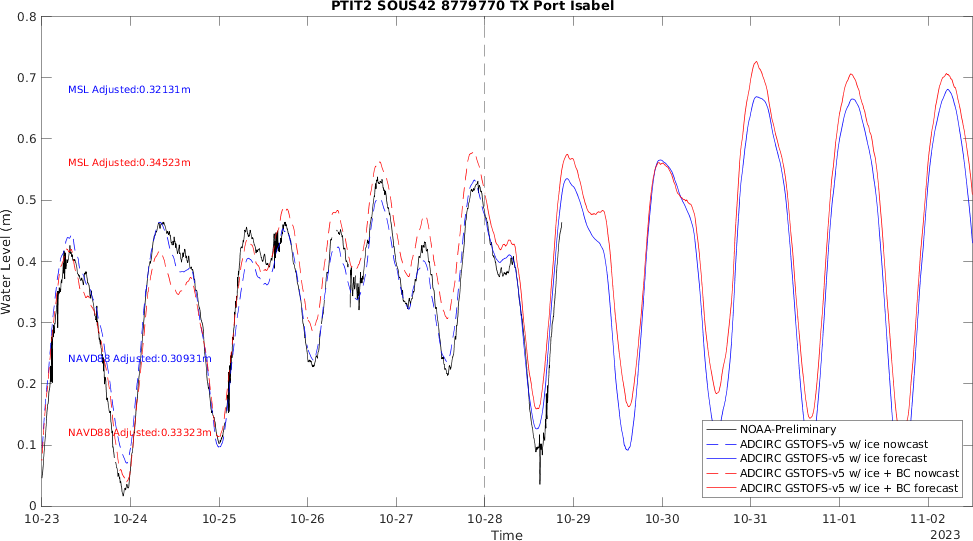 PTIT2 SOUS42 8779770 TX Port Isabel
0.8
0.7
0.6
0.5
0.4
0.3
0.2
0.1
0
Water Level (m)
MSL Adjusted:0.32131m
MSL Adjusted:0.34523m
NAVD88 Adjusted:0.30931m
NAVD88 Adjusted:0.33323m
NOAA-Preliminary
ADCIRC GSTOFS-v5 w/ ice nowcast
ADCIRC GSTOFS-v5 w/ ice forecast
ADCIRC GSTOFS-v5 w/ ice + BC nowcast
ADCIRC GSTOFS-v5 w/ ice + BC forecast
10-23 10-24 10-25 10-26 10-27 10-28 10-29 10-30 10-31 11-01 11-02
Time
2023